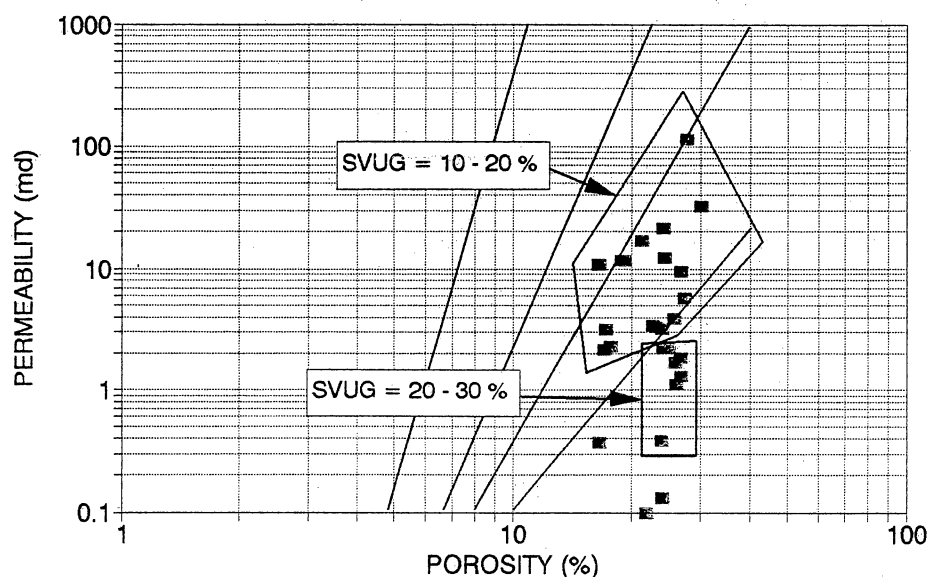 1000
100
10
1
0.1
PERMEABILITY (md)
SVUG = 10 - 20 %
SVUG = 20 - 30 %
1
10
100
POROSITY (%)